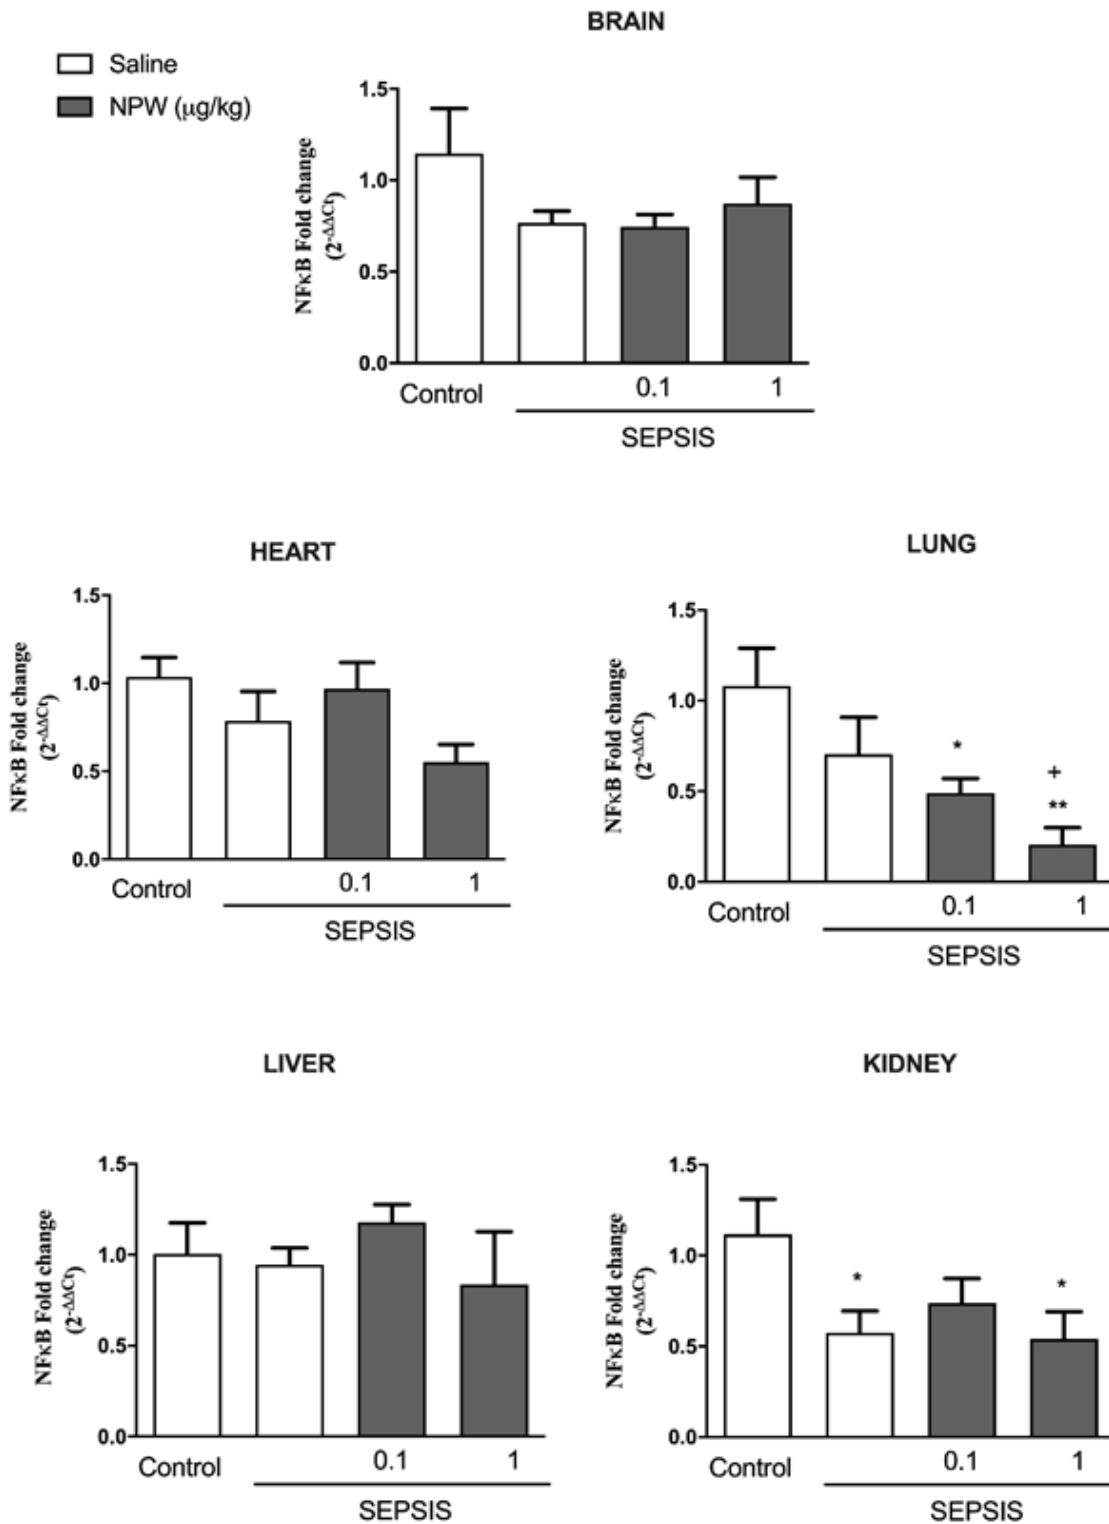 BRAIN
Saline
NPW (μg/kg)
NFκB Fold change
(2-ΔΔCt)
1.5
1.0
0.5
0.0
Control
0.1
1
SEPSIS
HEART
NFκB Fold change
(2-ΔΔCt)
1.5
1.0
0.5
0.0
Control
0.1
1
SEPSIS
LUNG
NFκB Fold change
(2-ΔΔCt)
1.5
1.0
0.5
0.0
*
+
**
Control
0.1
1
SEPSIS
LIVER
NFκB Fold change
(2-ΔΔCt)
1.5
1.0
0.5
0.0
Control
0.1
1
SEPSIS
KIDNEY
NFκB Fold change
(2-ΔΔCt)
1.5
1.0
0.5
0.0
*
*
Control
0.1
1
SEPSIS